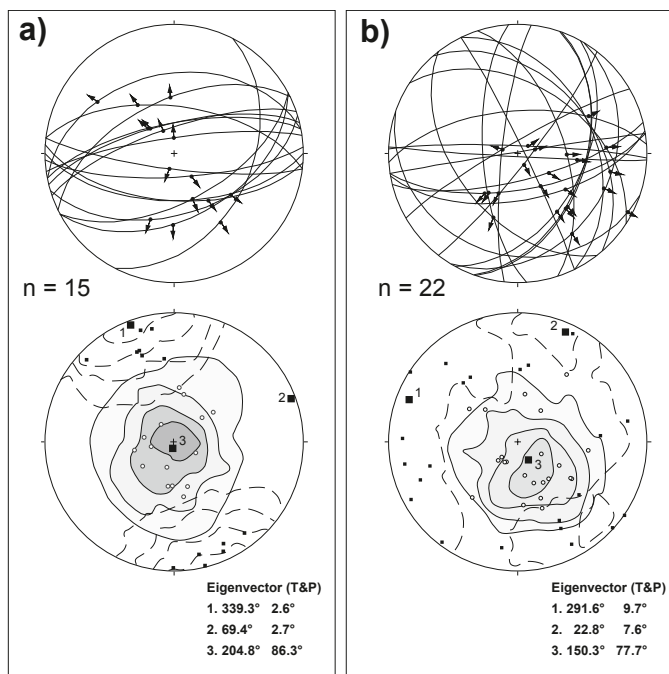 a)
n = 15
1
2
3
Eigenvector (T&P)
1. 339.3° 2.6°
2. 69.4° 2.7°
3. 204.8° 86.3°
b)
n = 22
2
1
3
Eigenvector (T&P)
1. 291.6° 9.7°
2. 22.8° 7.6°
3. 150.3° 77.7°